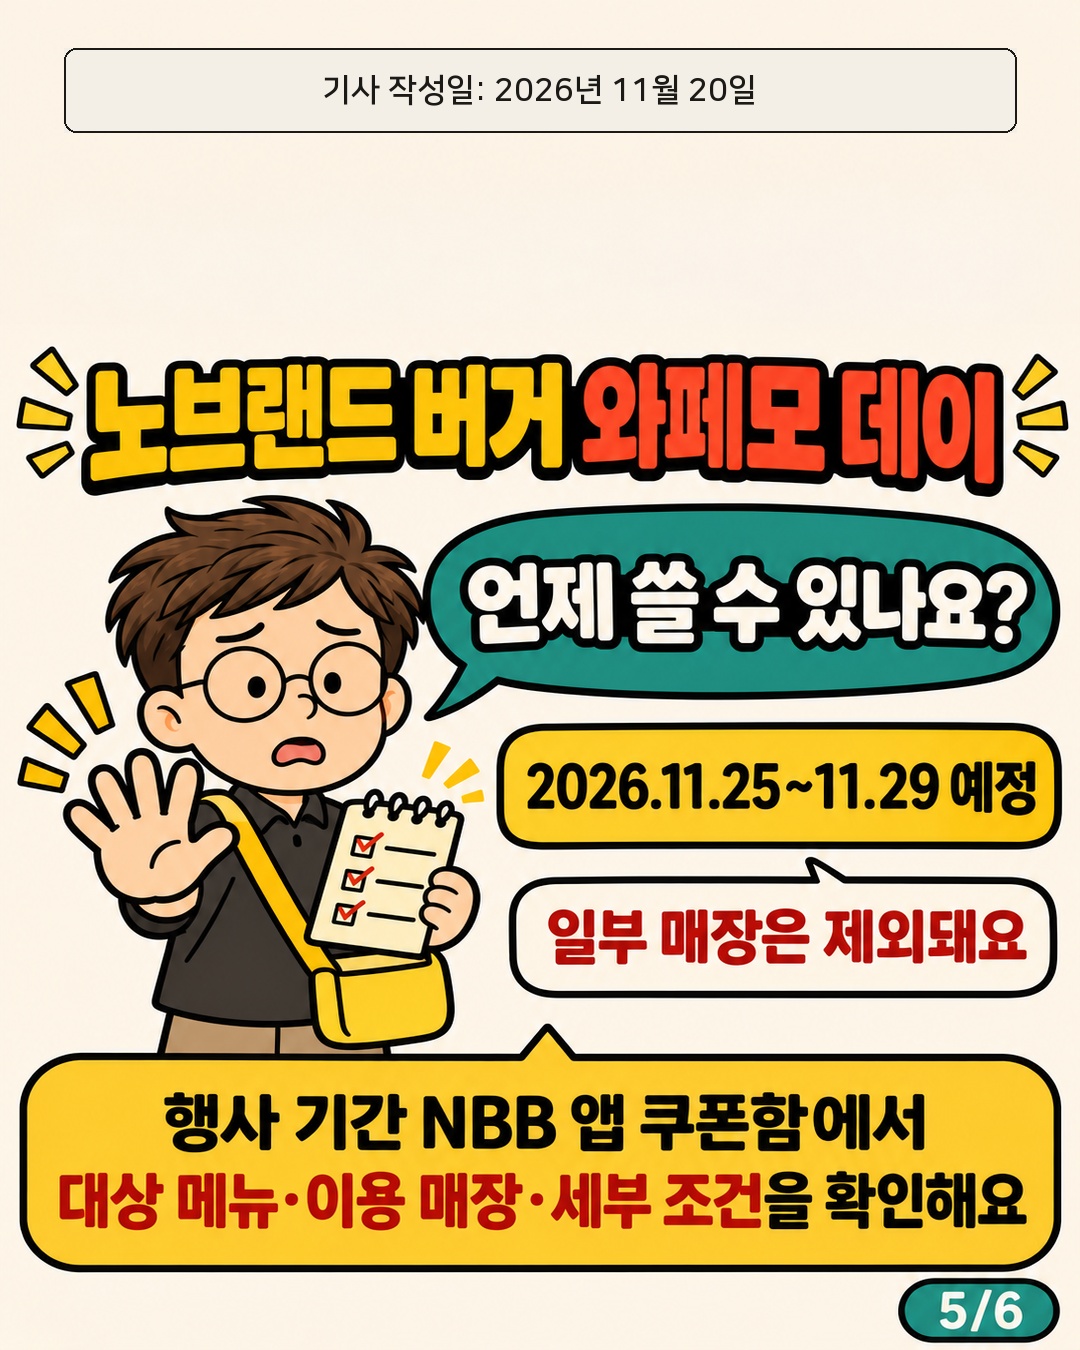 기사 작성일: 2026년 11월 20일
노브랜드 버거 와페모 데이
언제 쓸 수 있나요?
2026.11.25~11.29 예정
일부 매장은 제외돼요
행사 기간 NBB 앱 쿠폰함에서
대상 메뉴·이용 매장·세부 조건을 확인해요
5/6